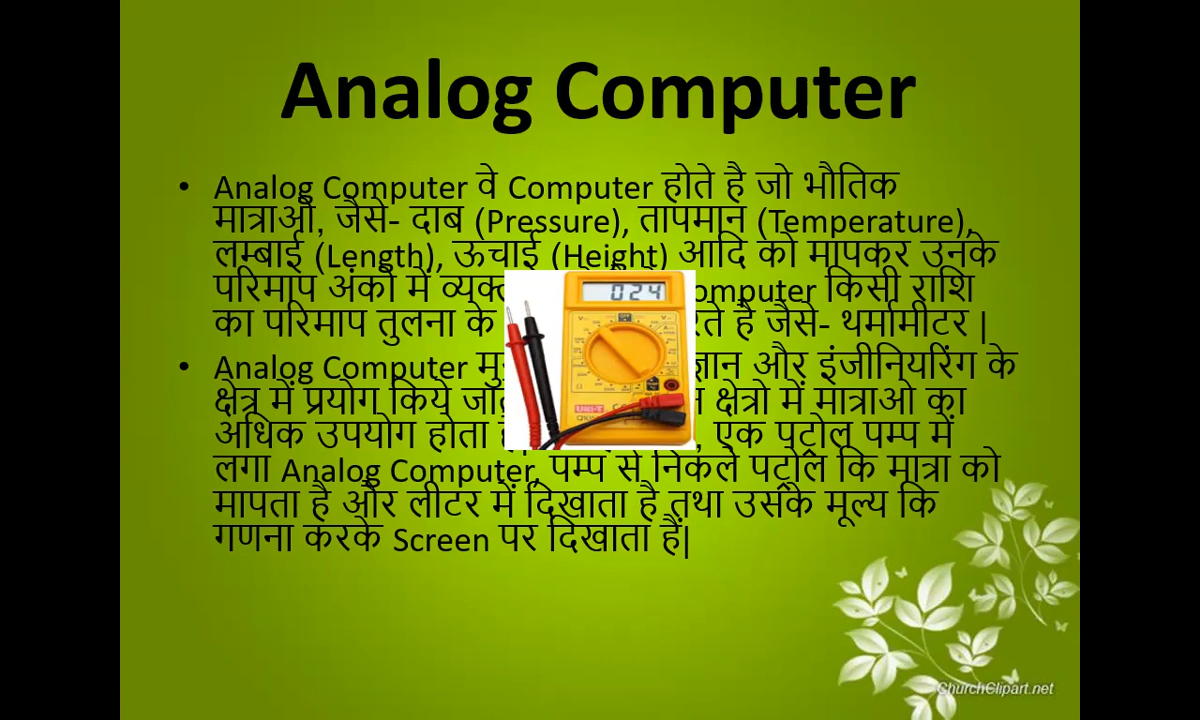 Analog Computer
• Analog Computer वे Computer होते है जो भौतिक
मात्राओ, जैसे- दाब (Pressure), तापमान (Temperature),
लम्बाई (Length), ऊचाई (Height) आदि को मापकर उनके
परिमाप अंको में omputer किसी राशि
का परिमाप तुलना के है जैसे- थर्मामीटर |
• Analog Computer और इंजीनियरिंग के
क्षेत्र में प्रयोग किये क्षेत्रो में मात्राओ का
अधिक उपयोग होता एक पट्रोल पम्प में
लगा Analog Computer, पम्प से निकले पट्रोल कि मात्रा को
मापता है और लीटर में दिखाता है तथा उसके मूल्य कि
गणना करके Screen पर दिखाता हैं|
024
UNI-T
ChurchClipart.net